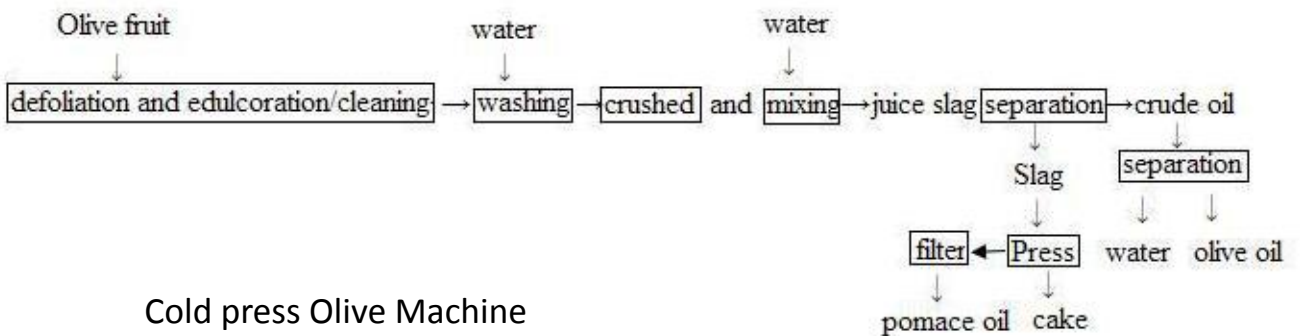 Olive fruit
water
water
defoliation and edulcoration/cleaning → washing → crushed and mixing → juice slag separation → crude oil
Slag
separation
filter ← Press
water
olive oil
pomace oil
cake
Cold press Olive Machine